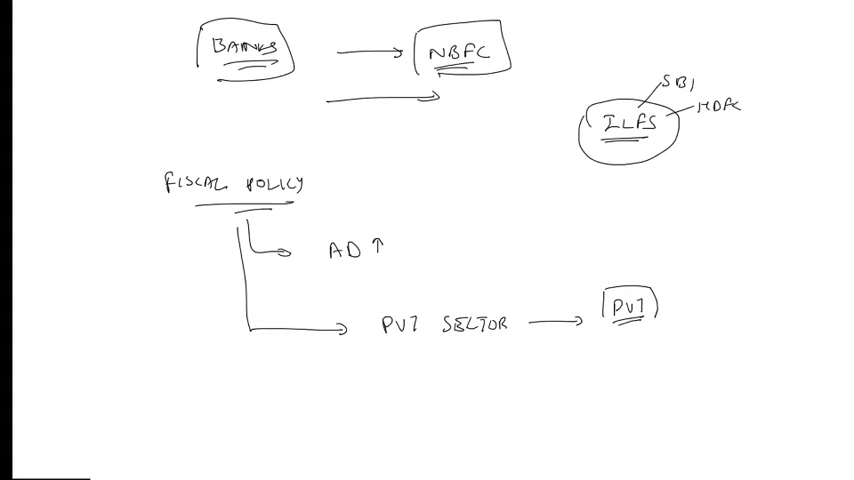 BANKS → NBFC
SBI
HDFC
ILFS
FISCAL POLICY
AD ↑
PVT SECTOR → PVT